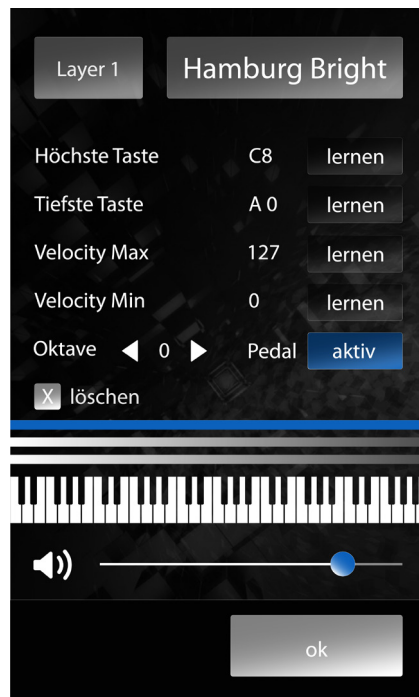 Layer 1 Hamburg Bright
Höchste Taste C8 lernen
Tiefste Taste A 0 lernen
Velocity Max 127 lernen
Velocity Min 0 lernen
Oktave 0 Pedal aktiv
X löschen
ok